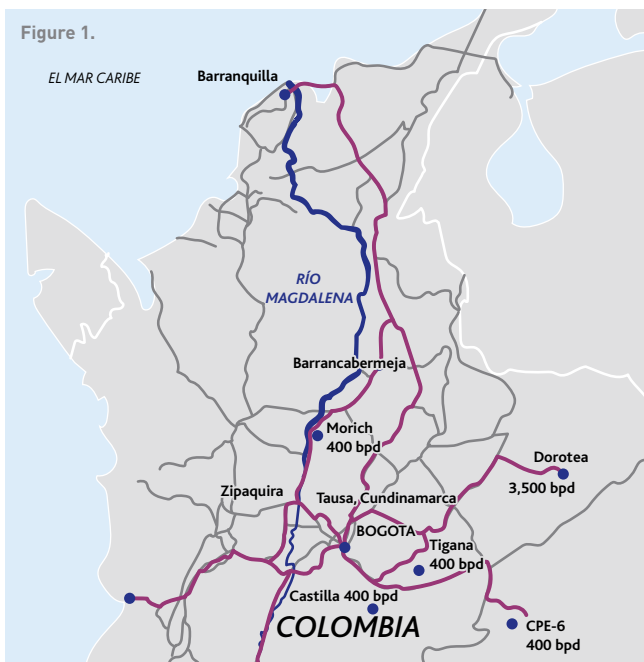 Figure 1.
EL MAR CARIBE
Barranquilla
RÍO
MAGDALENA
Barrancabermeja
Morich
400 bpd
Dorotea
3,500 bpd
Zipaquira
Tausa, Cundinamarca
BOGOTA
Tigana
400 bpd
Castilla 400 bpd
COLOMBIA
CPE-6
400 bpd